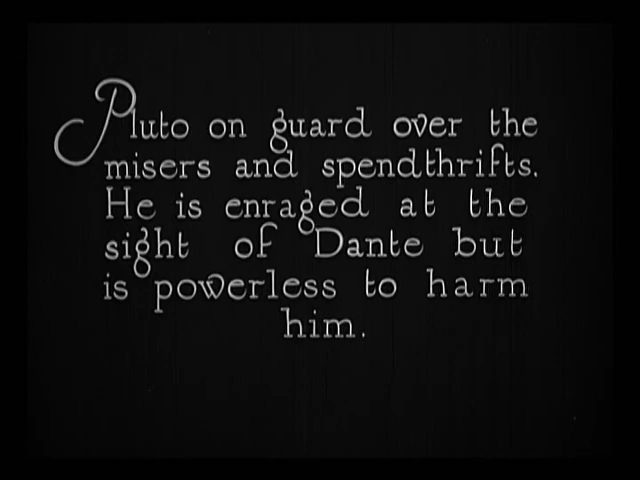 Pluto on guard over the
misers and spendthrifts.
He is enraged at the
sight of Dante but
is powerless to harm
him.